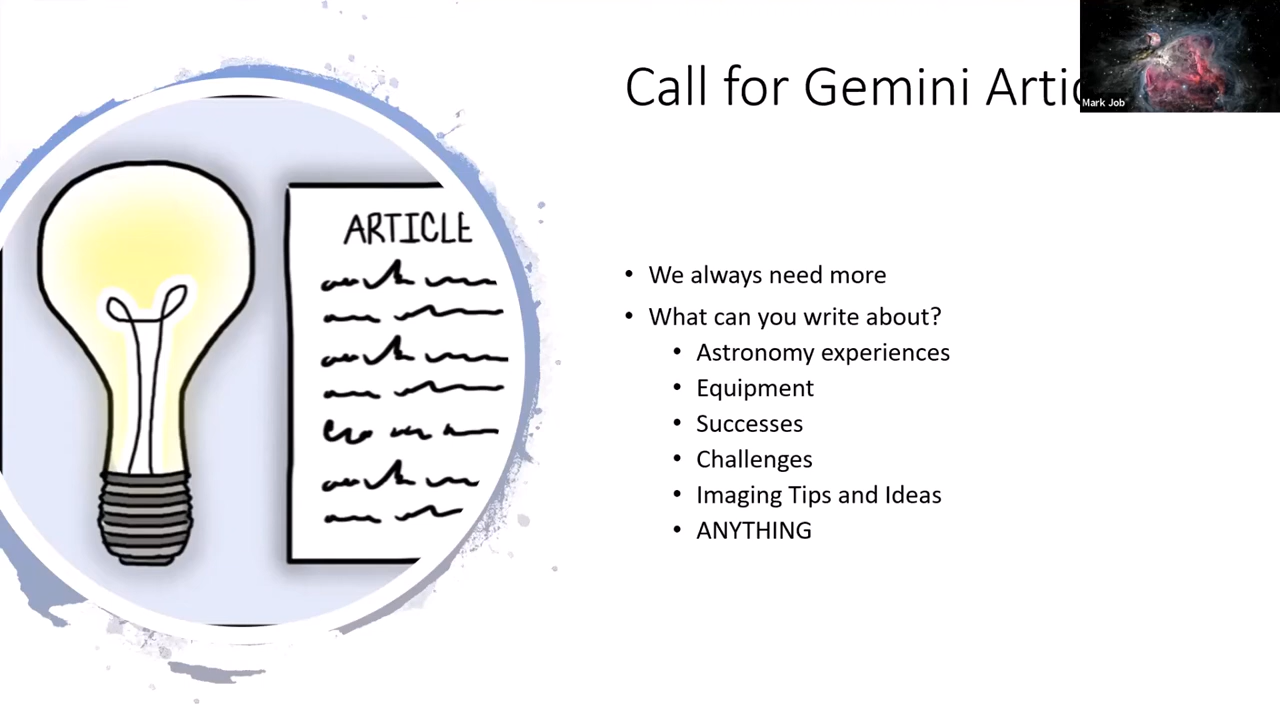 Call for Gemini Artic
Mark Job
ARTICLE
• We always need more
• What can you write about?
• Astronomy experiences
• Equipment
• Successes
• Challenges
• Imaging Tips and Ideas
• ANYTHING